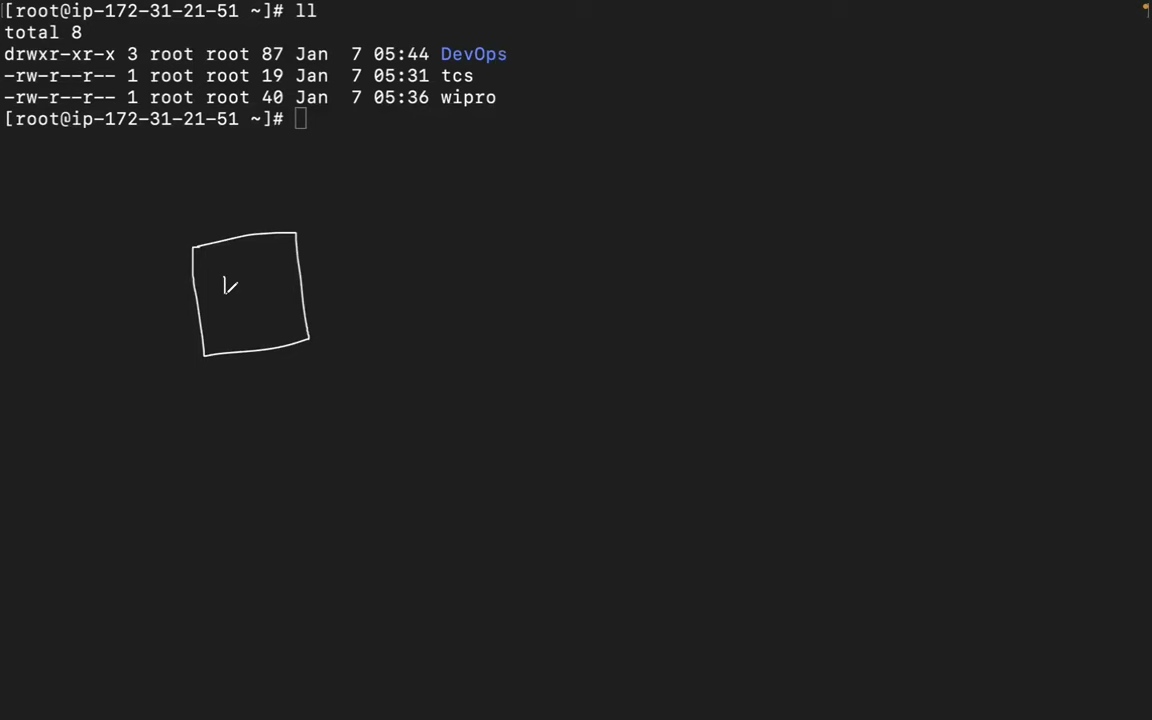 [root@ip-172-31-21-51 ~]# ll
total 8
drwxr-xr-x 3 root root 87 Jan  7 05:44 DevOps
-rw-r--r-- 1 root root 19 Jan  7 05:31 tcs
-rw-r--r-- 1 root root 40 Jan  7 05:36 wipro
[root@ip-172-31-21-51 ~]#